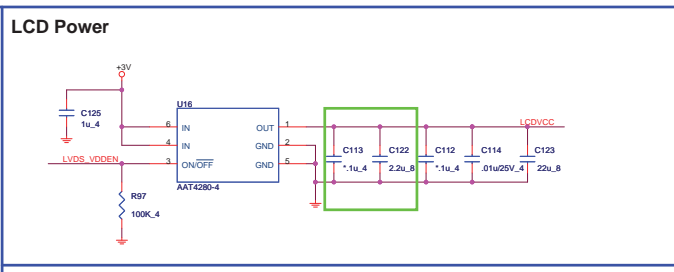 LCD Power
+3V
C125
1u_4
U16
6 IN OUT 1
4 IN GND 2
LVDS_VDDEN 3 ON/OFF GND 5
AAT4280-4
R97
100K_4
LCDVCC
C113 C122 C112 C114 C123
*.1u_4 2.2u_8 *.1u_4 .01u/25V_4 22u_8